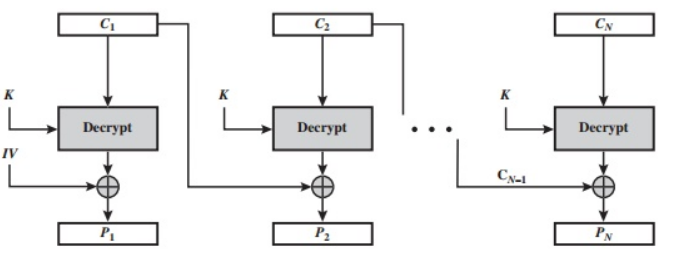 C1 C2 CN
K K K
Decrypt Decrypt • • • Decrypt
IV
CN–1
P1 P2 PN